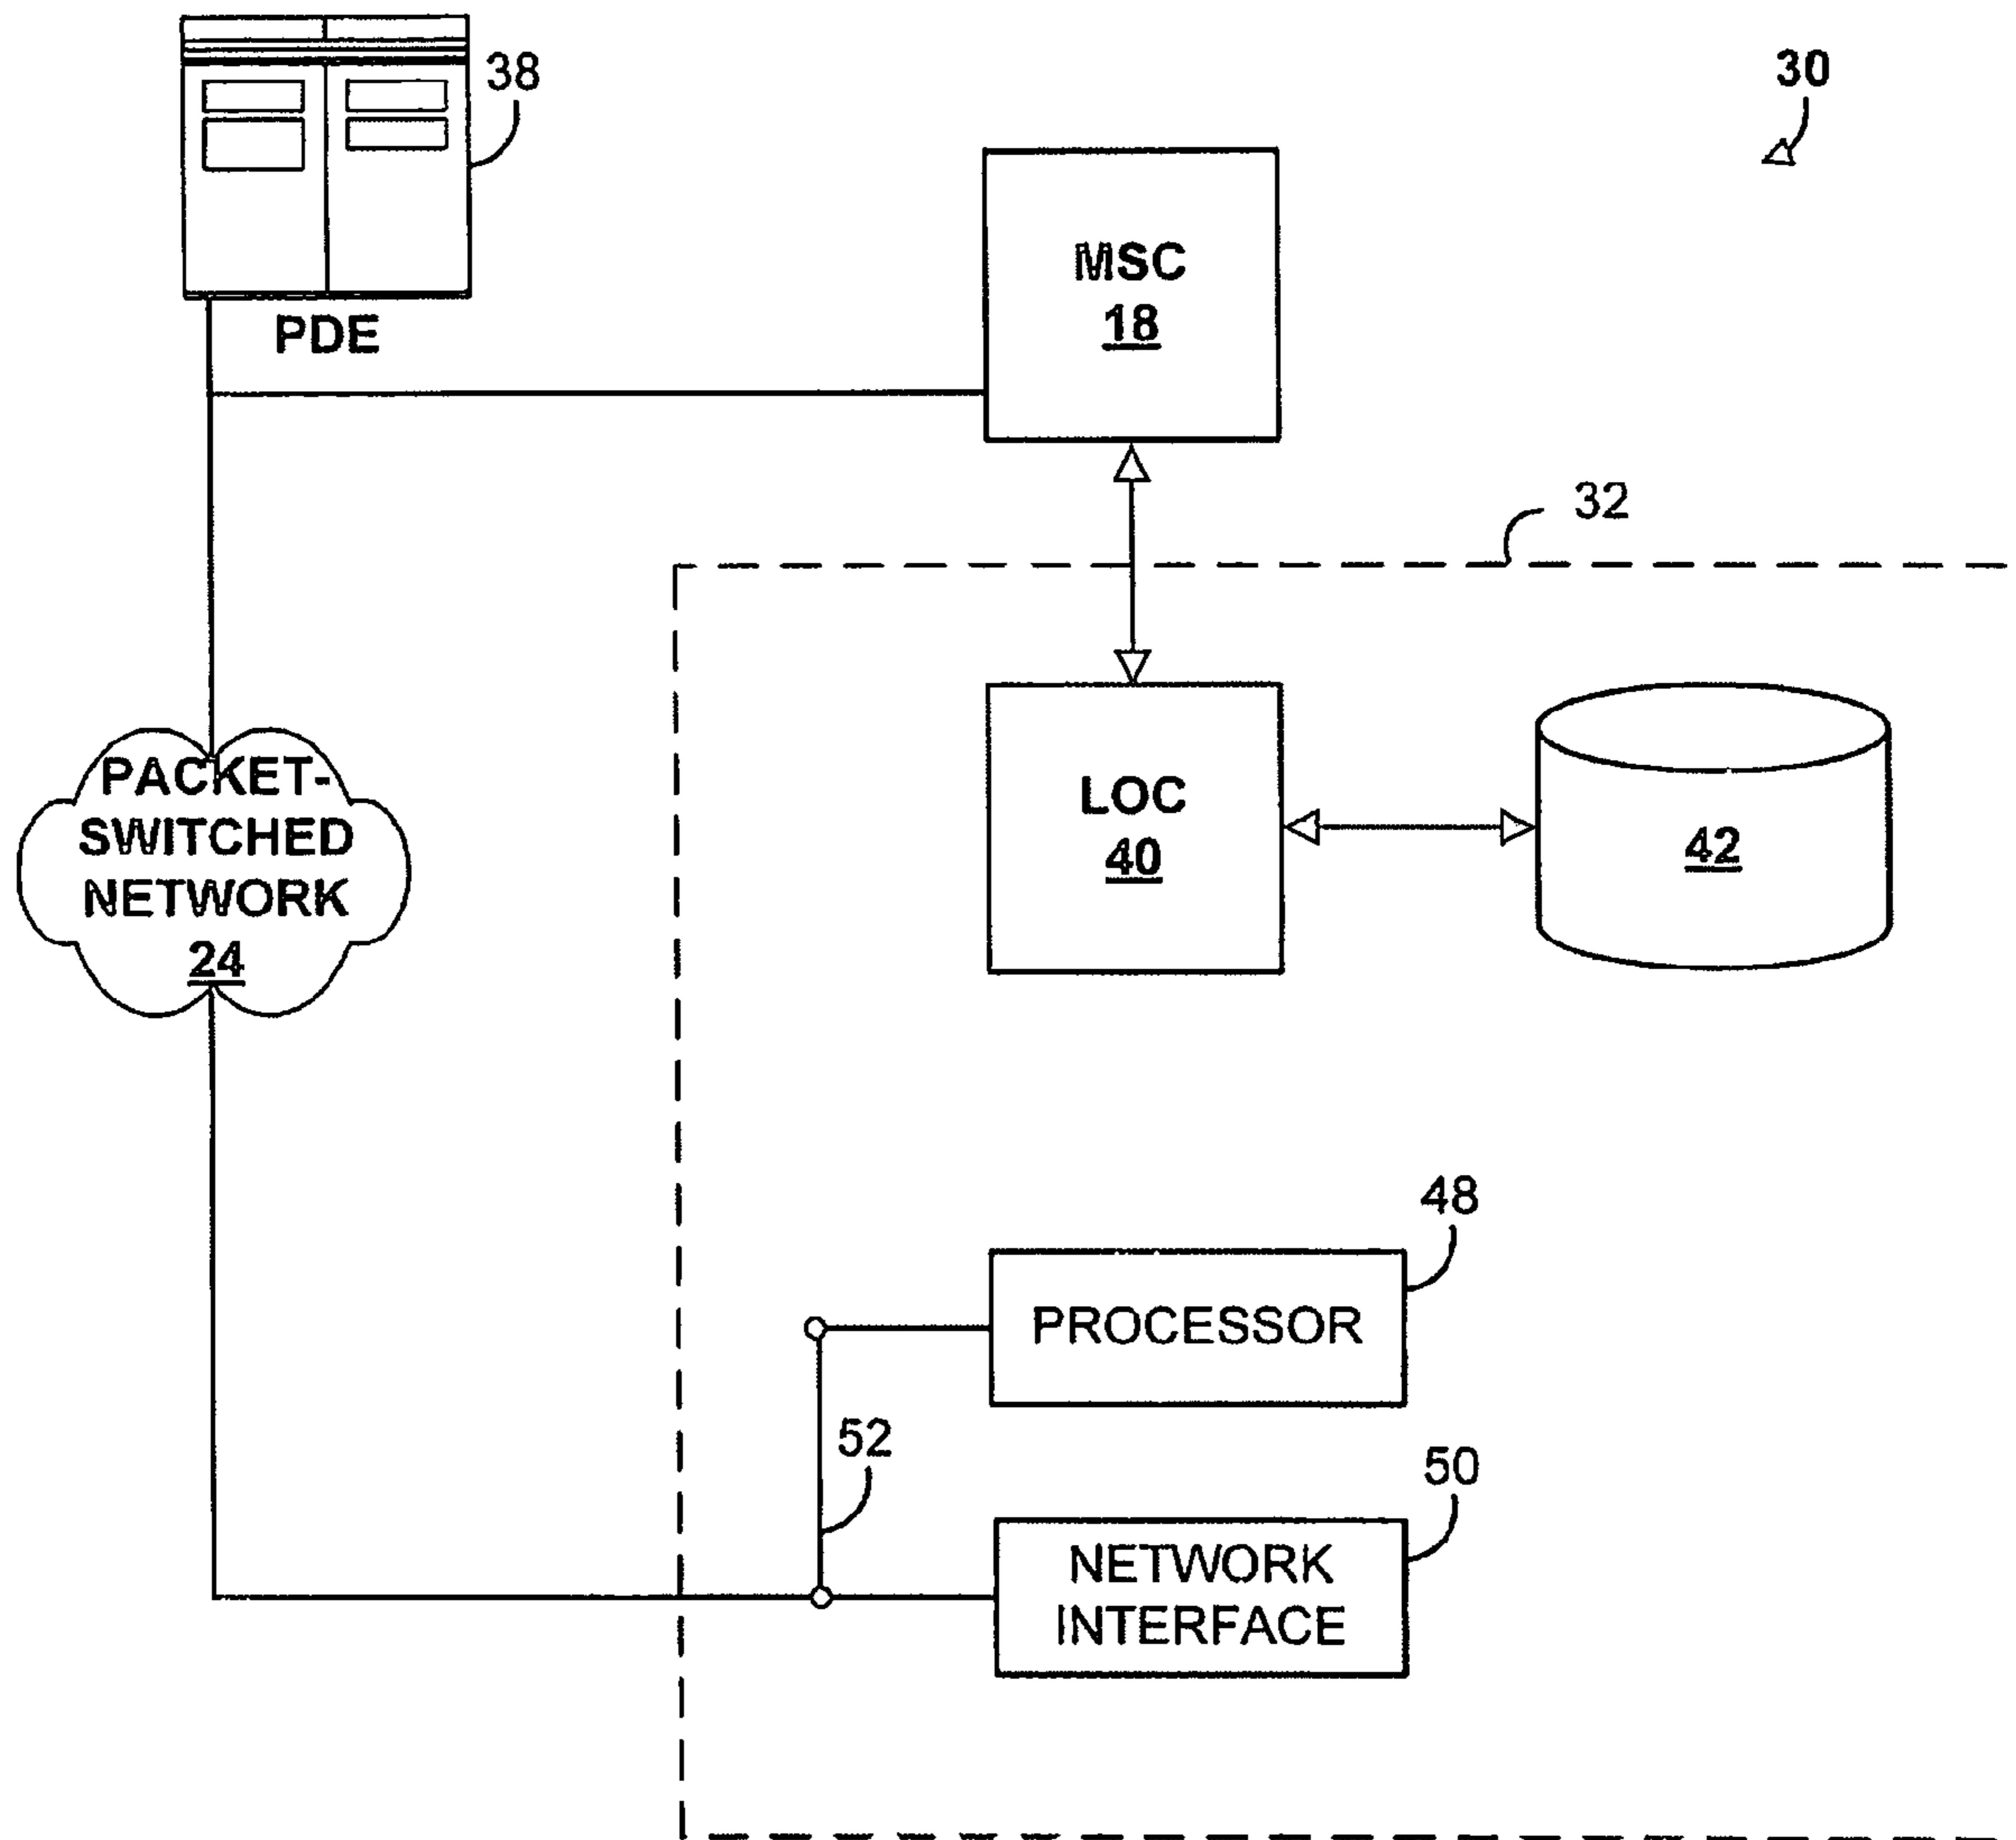 38
30
MSC
18
PDE
32
PACKET-
SWITCHED
NETWORK
24
LOC
40
42
48
PROCESSOR
52
50
NETWORK
INTERFACE